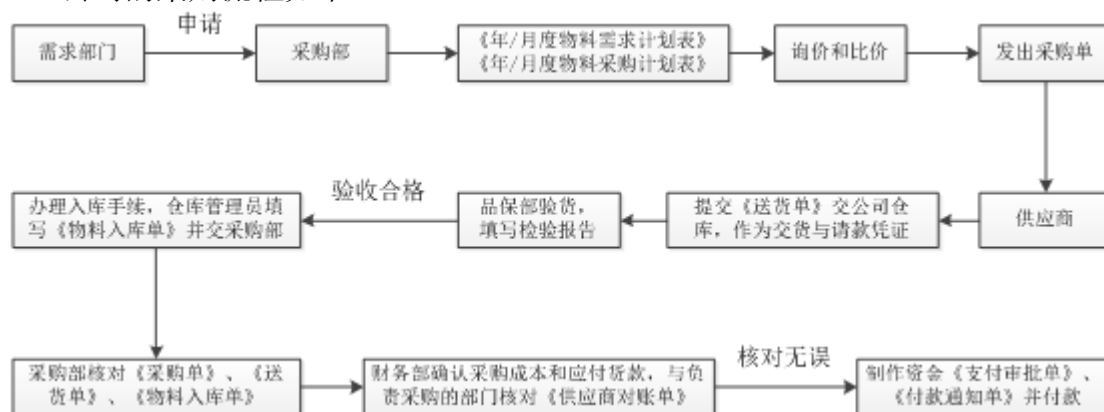 申请
需求部门
采购部
《年/月度物料需求计划表》
《年/月度物料采购计划表》
询价和比价
发出采购单
验收合格
办理入库手续，仓库管理员填
写《物料入库单》并交采购部
品保部验货，
填写检验报告
提交《送货单》交公司仓
库，作为交货与请款凭证
供应商
采购部核对《采购单》、《送
货单》、《物料入库单》
财务部确认采购成本和应付货款，与负
责采购的部门核对《供应商对账单》
核对无误
制作资金《支付审批单》、
《付款通知单》并付款